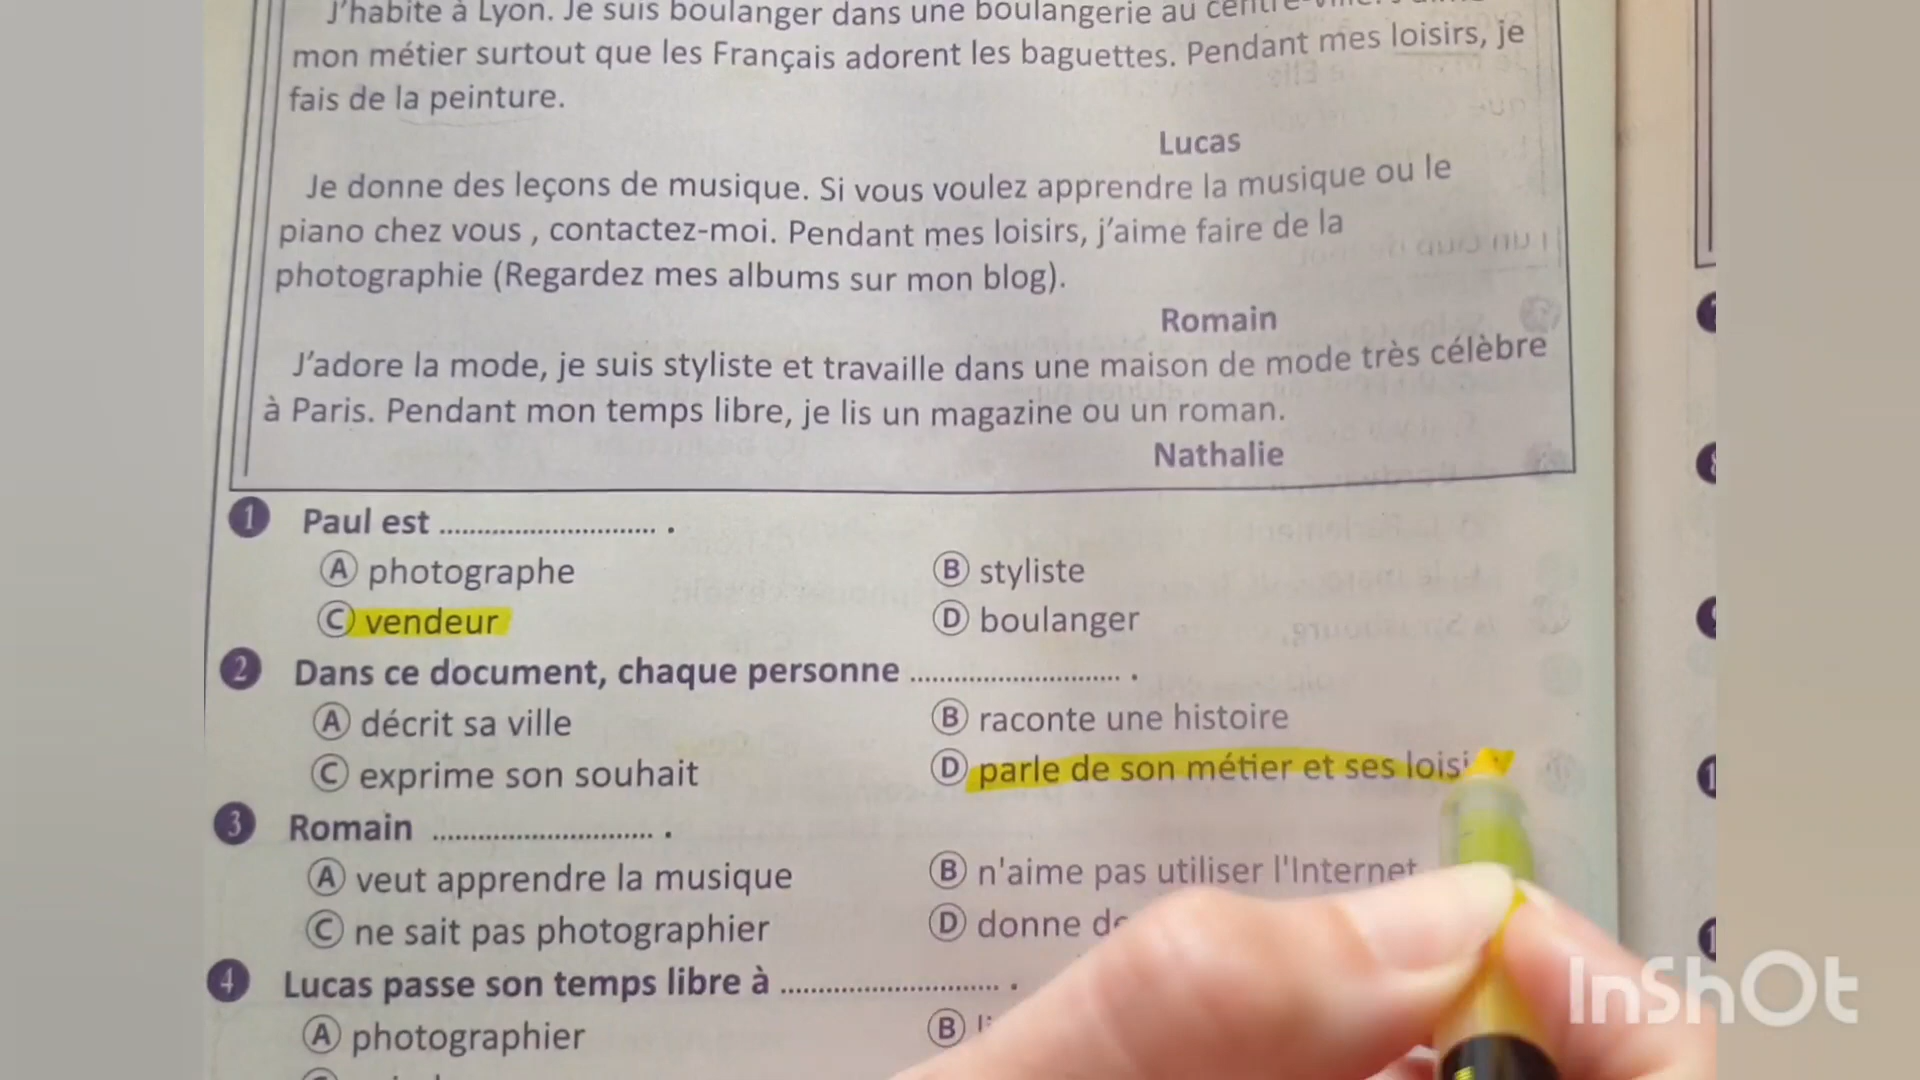 J'habite à Lyon. Je suis boulanger dans une boulangerie au
mon métier surtout que les Français adorent les baguettes. Pendant mes loisirs, je
fais de la peinture.
Lucas
Je donne des leçons de musique. Si vous voulez apprendre la musique ou le
piano chez vous , contactez-moi. Pendant mes loisirs, j'aime faire de la
photographie (Regardez mes albums sur mon blog).
Romain
J'adore la mode, je suis styliste et travaille dans une maison de mode très célèbre
à Paris. Pendant mon temps libre, je lis un magazine ou un roman.
Nathalie
1 Paul est ........................... .
A photographe
B styliste
C vendeur
D boulanger
2 Dans ce document, chaque personne ........................... .
A décrit sa ville
B raconte une histoire
C exprime son souhait
D parle de son métier et ses
3 Romain ........................... .
A veut apprendre la musique
B n'aime pas utiliser l'Internet
C ne sait pas photographier
D donne
4 Lucas passe son temps libre à ........................... .
A photographier
B
InShOt